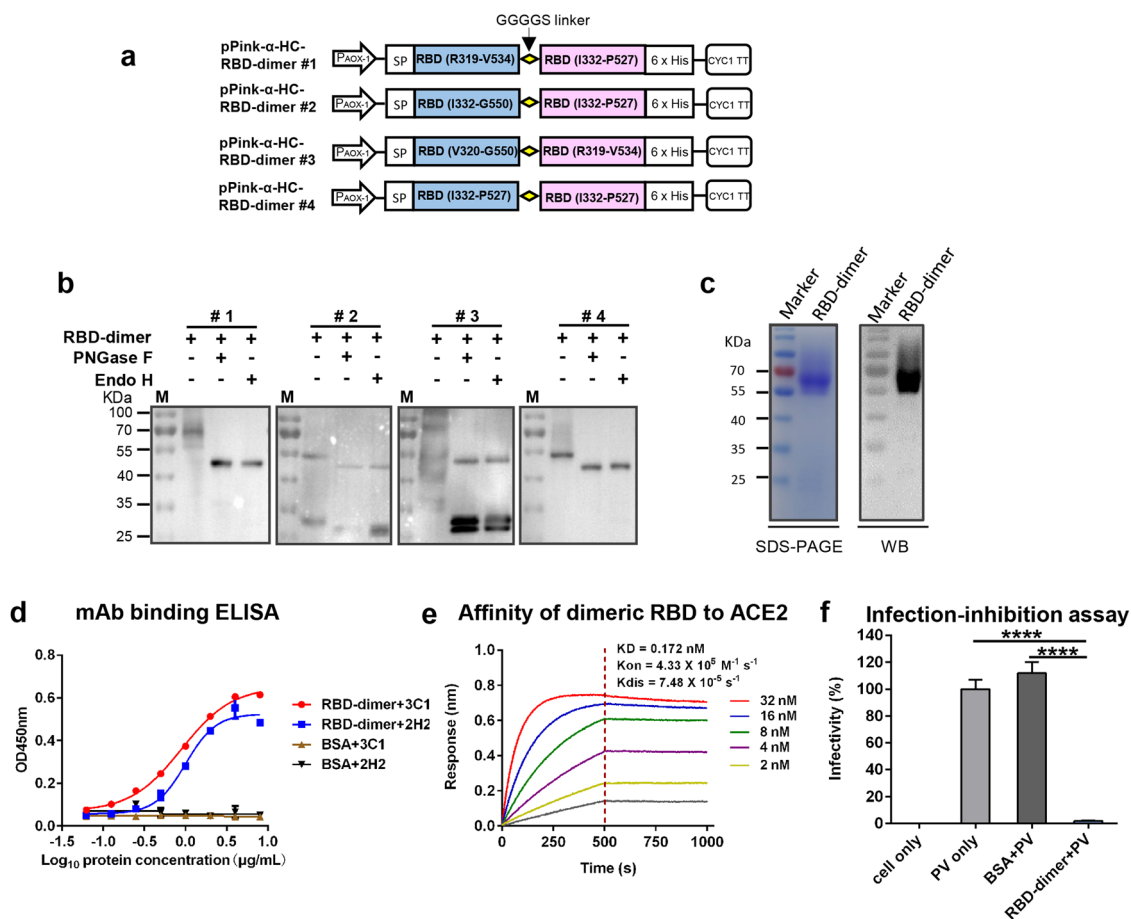 a
GGGGS linker
pPink-α-HC-
RBD-dimer #1
PAOX-1 SP RBD (R319-V534) RBD (I332-P527) 6 x His CYC1 TT
pPink-α-HC-
RBD-dimer #2
PAOX-1 SP RBD (I332-G550) RBD (I332-P527) 6 x His CYC1 TT
pPink-α-HC-
RBD-dimer #3
PAOX-1 SP RBD (V320-G550) RBD (R319-V534) 6 x His CYC1 TT
pPink-α-HC-
RBD-dimer #4
PAOX-1 SP RBD (I332-P527) RBD (I332-P527) 6 x His CYC1 TT
b
# 1 # 2 # 3 # 4
RBD-dimer + + + + + + + + + + + +
PNGase F - + - - + - - + - - + -
Endo H - - + - - + - - + - - +
KDa M M M M
100
70
55
40
35
25
c
Marker RBD-dimer Marker RBD-dimer
KDa
70
55
40
35
25
SDS-PAGE WB
d
mAb binding ELISA
OD450nm
0.8
0.6
0.4
0.2
0.0
-1.5 -1.0 -0.5 0.0 0.5 1.0
Log10 protein concentration (μg/mL)
RBD-dimer+3C1
RBD-dimer+2H2
BSA+3C1
BSA+2H2
e
Affinity of dimeric RBD to ACE2
Response (nm)
1.0
0.8
0.6
0.4
0.2
0.0
0 250 500 750 1000
Time (s)
KD = 0.172 nM
Kon = 4.33 X 10⁵ M⁻¹ s⁻¹
Kdis = 7.48 X 10⁻⁵ s⁻¹
32 nM
16 nM
8 nM
4 nM
2 nM
f
Infection-inhibition assay
Infectivity (%)
140
120
100
80
60
40
20
0
****
****
cell only
PV only
BSA+PV
RBD-dimer+PV